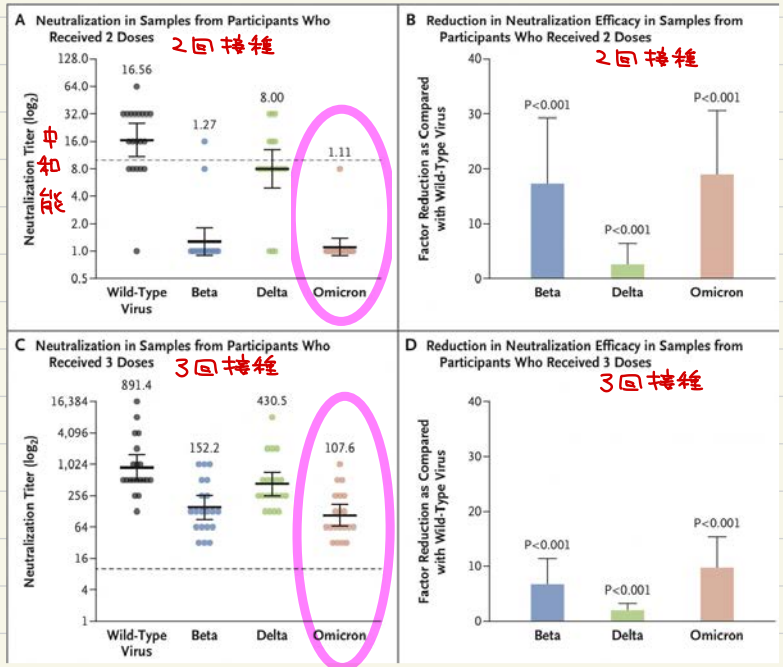 A Neutralization in Samples from Participants Who
Received 2 Doses
2回接種
128.0
64.0
32.0
16.0
8.0
4.0
2.0
1.0
0.5
Neutralization Titer (log2)
中和能
16.56
1.27
8.00
1.11
Wild-Type
Virus
Beta
Delta
Omicron
B Reduction in Neutralization Efficacy in Samples from
Participants Who Received 2 Doses
2回接種
40
30
20
10
0
Factor Reduction as Compared
with Wild-Type Virus
P<0.001
P<0.001
P<0.001
Beta
Delta
Omicron
C Neutralization in Samples from Participants Who
Received 3 Doses
3回接種
16,384
4,096
1,024
256
64
16
4
1
Neutralization Titer (log2)
891.4
152.2
430.5
107.6
Wild-Type
Virus
Beta
Delta
Omicron
D Reduction in Neutralization Efficacy in Samples from
Participants Who Received 3 Doses
3回接種
40
30
20
10
0
Factor Reduction as Compared
with Wild-Type Virus
P<0.001
P<0.001
P<0.001
Beta
Delta
Omicron